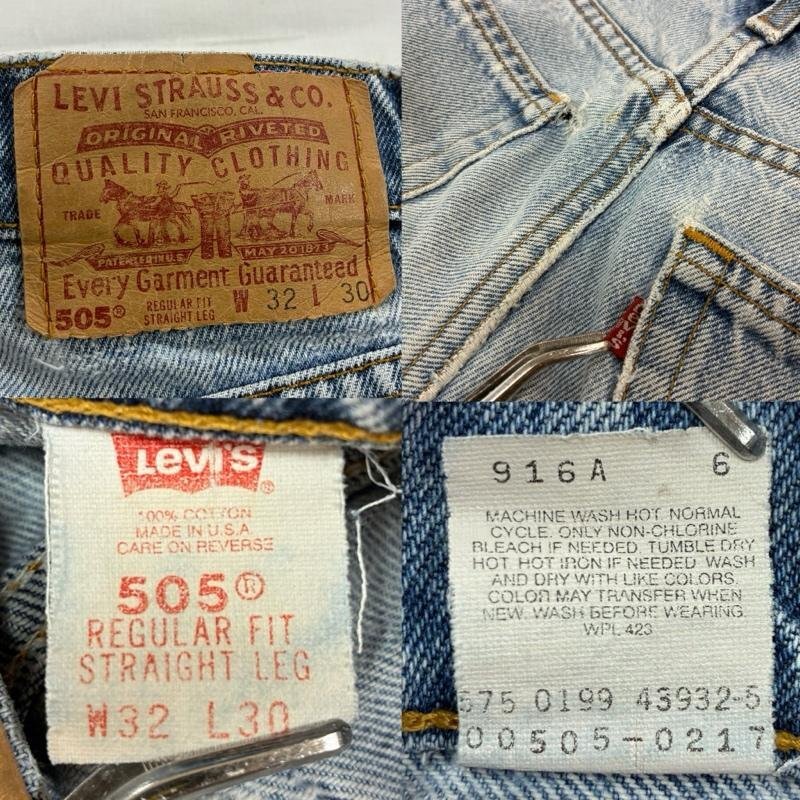 LEVI STRAUSS & CO.
SAN FRANCISCO, CAL.
ORIGINAL RIVETED
QUALITY CLOTHING
TRADE MARK
PATENTED IN U.S. MAY 20 1873
Every Garment Guaranteed
505® REGULAR FIT STRAIGHT LEG W 32 L 30
LEVI'S
Levi's®
100% COTTON
MADE IN U.S.A
CARE ON REVERSE
505®
REGULAR FIT
STRAIGHT LEG
W32 L30
916A 6
MACHINE WASH HOT, NORMAL
CYCLE. ONLY NON-CHLORINE
BLEACH IF NEEDED. TUMBLE DRY
HOT. HOT IRON IF NEEDED. WASH
AND DRY WITH LIKE COLORS.
COLOR MAY TRANSFER WHEN
NEW. WASH BEFORE WEARING.
WPL 423
575 0199 43932-5
00505-0217